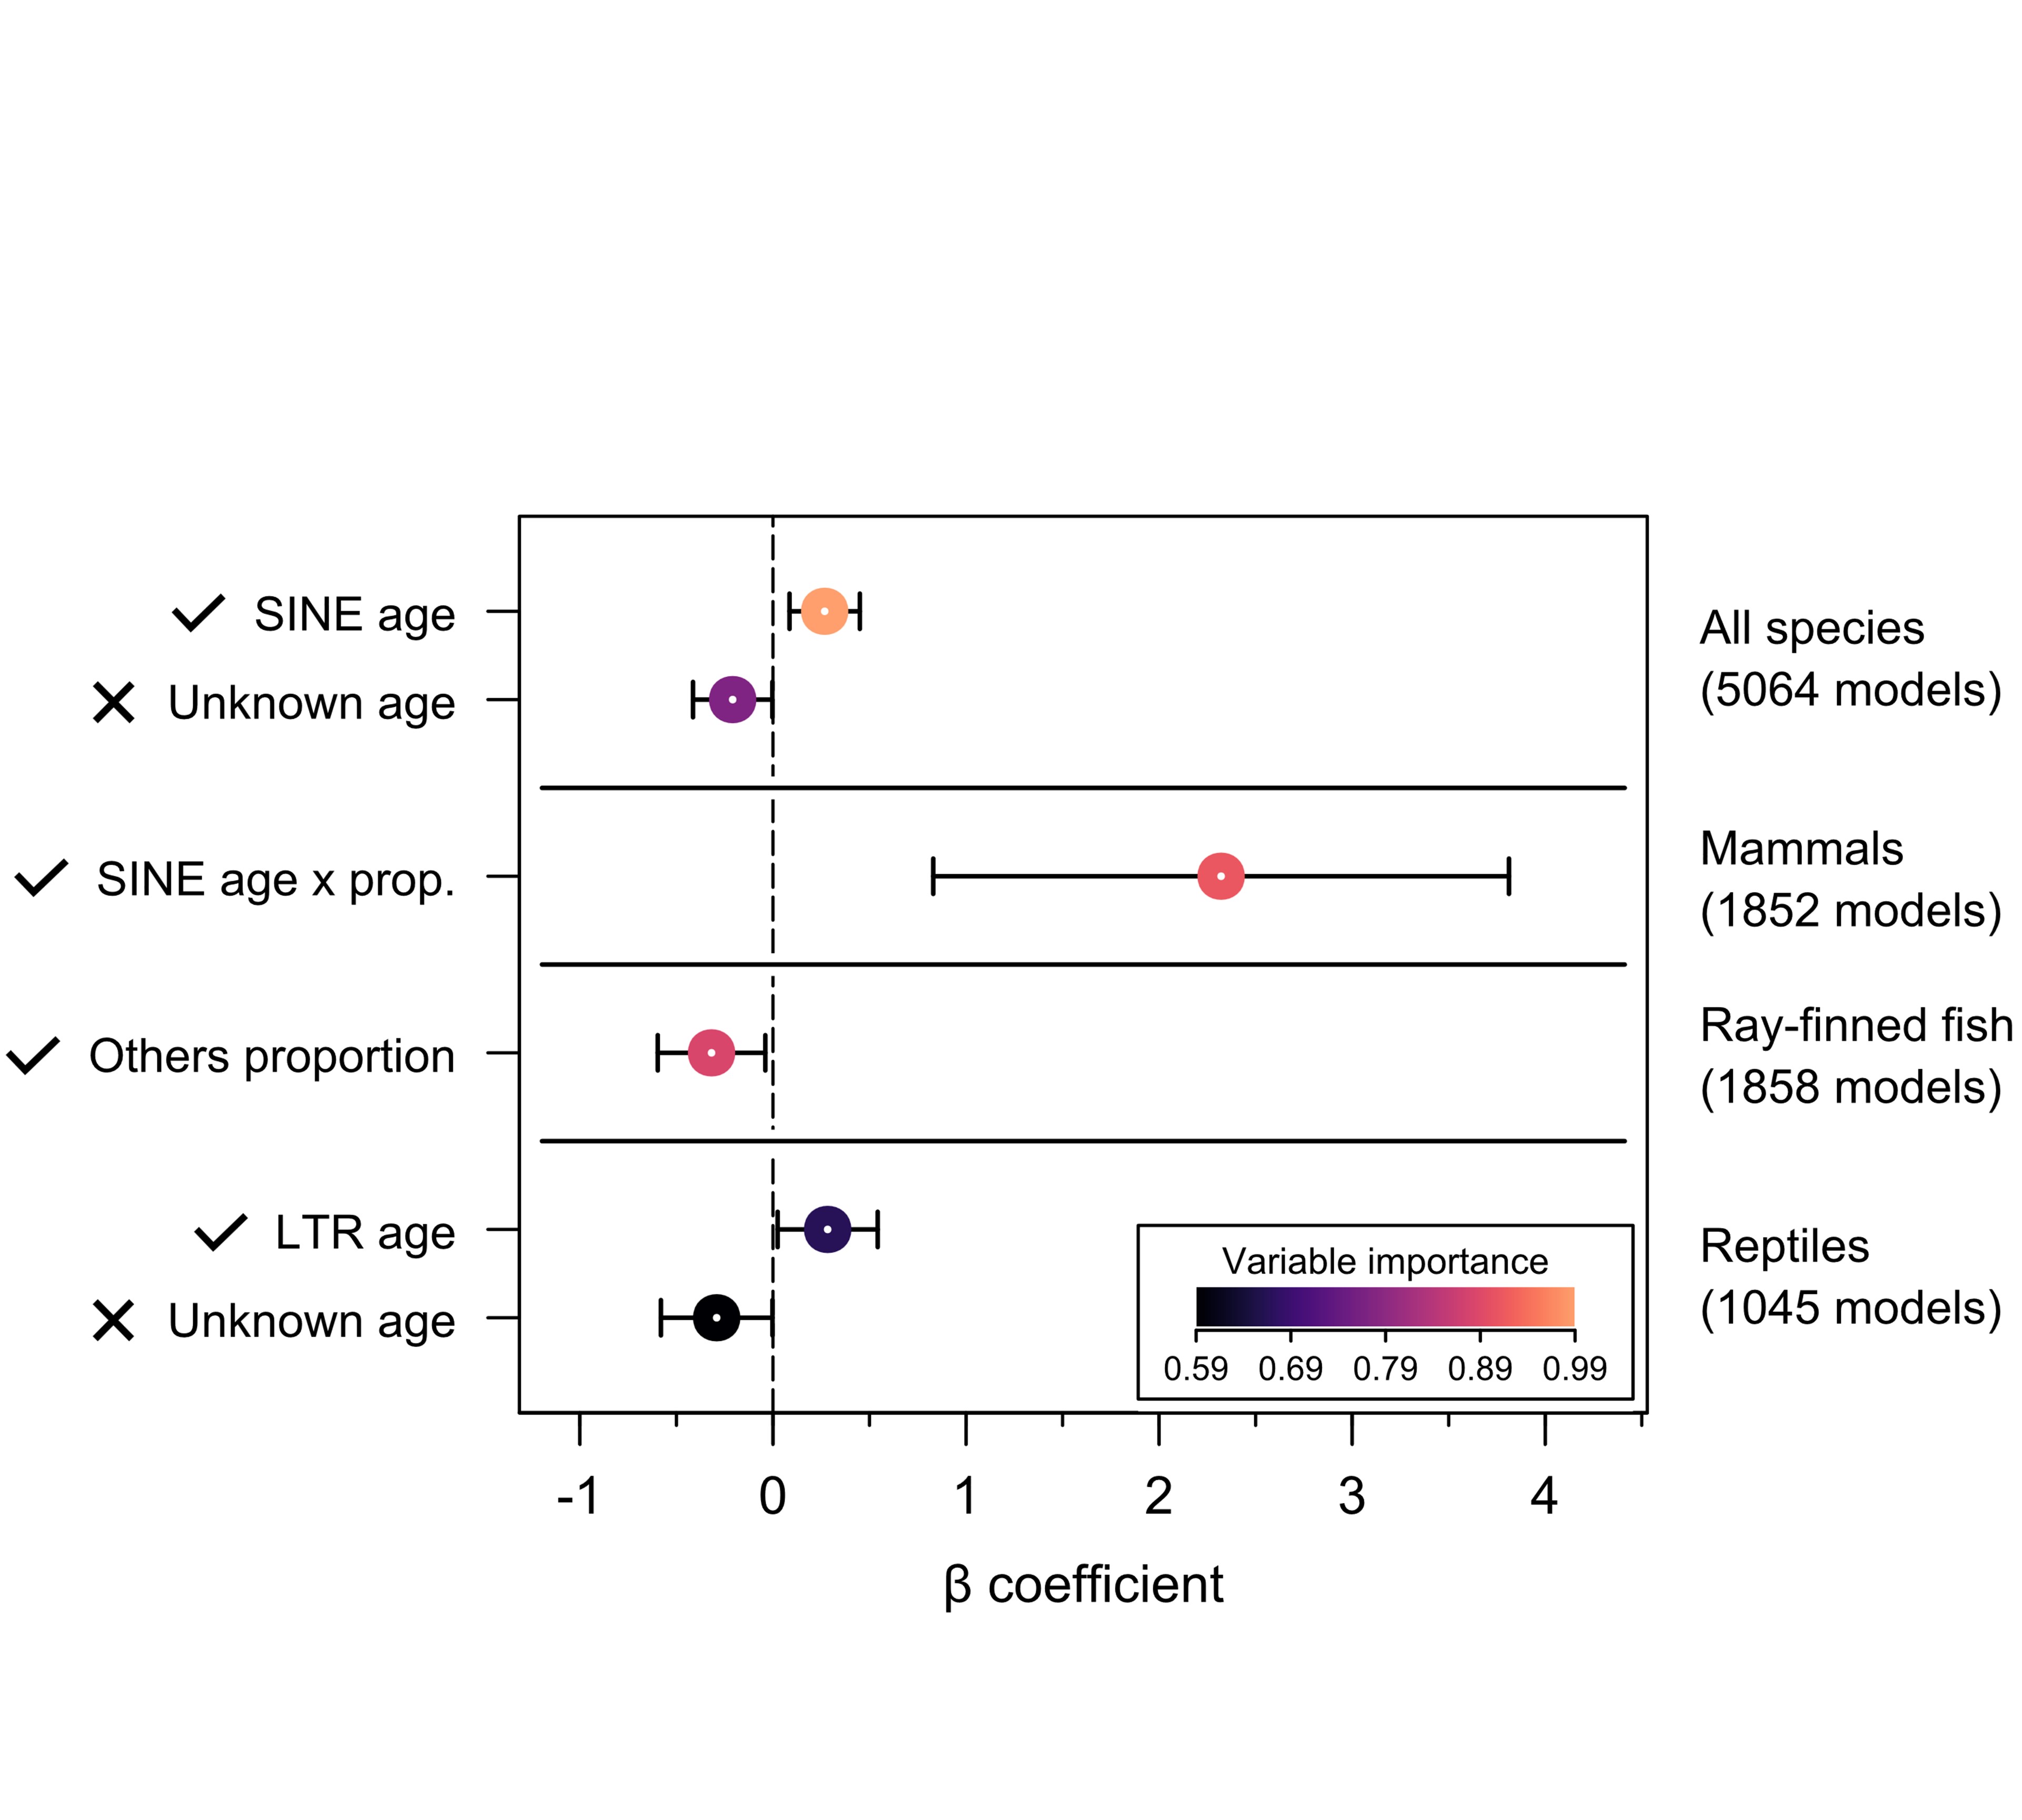 SINE age
Unknown age
All species
(5064 models)
SINE age x prop.
Mammals
(1852 models)
Others proportion
Ray-finned fish
(1858 models)
LTR age
Unknown age
Reptiles
(1045 models)
Variable importance
0.59 0.69 0.79 0.89 0.99
-1 0 1 2 3 4
β coefficient